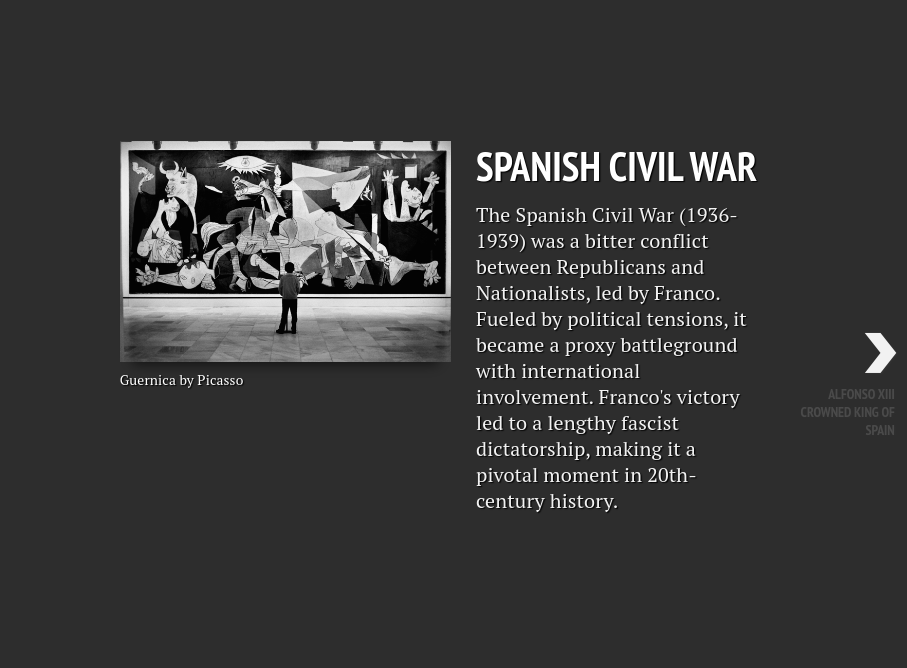 SPANISH CIVIL WAR
The Spanish Civil War (1936-
1939) was a bitter conflict
between Republicans and
Nationalists, led by Franco.
Fueled by political tensions, it
became a proxy battleground
with international
involvement. Franco's victory
led to a lengthy fascist
dictatorship, making it a
pivotal moment in 20th-
century history.
Guernica by Picasso
ALFONSO XIII
CROWNED KING OF
SPAIN